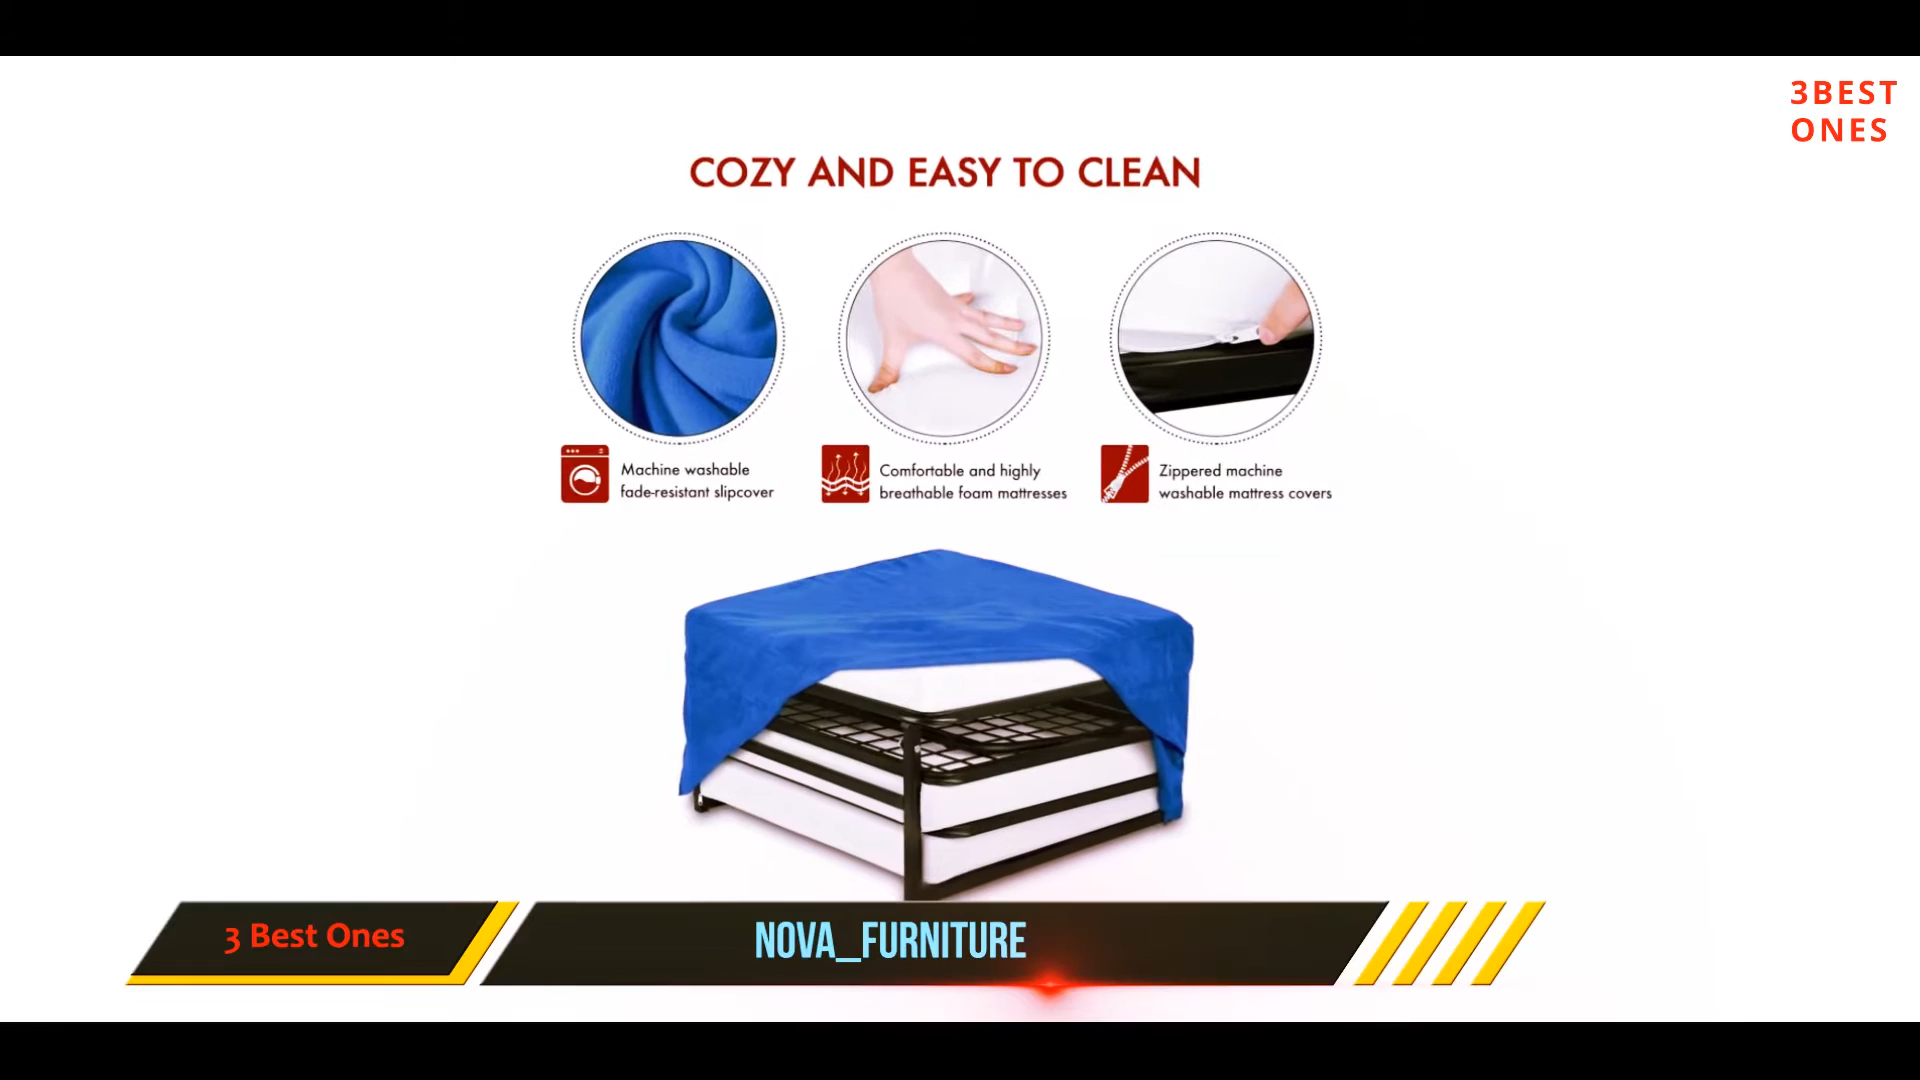 3BEST
ONES
COZY AND EASY TO CLEAN
Machine washable
fade-resistant slipcover
Comfortable and highly
breathable foam mattresses
Zippered machine
washable mattress covers
3 Best Ones
NOVA_FURNITURE